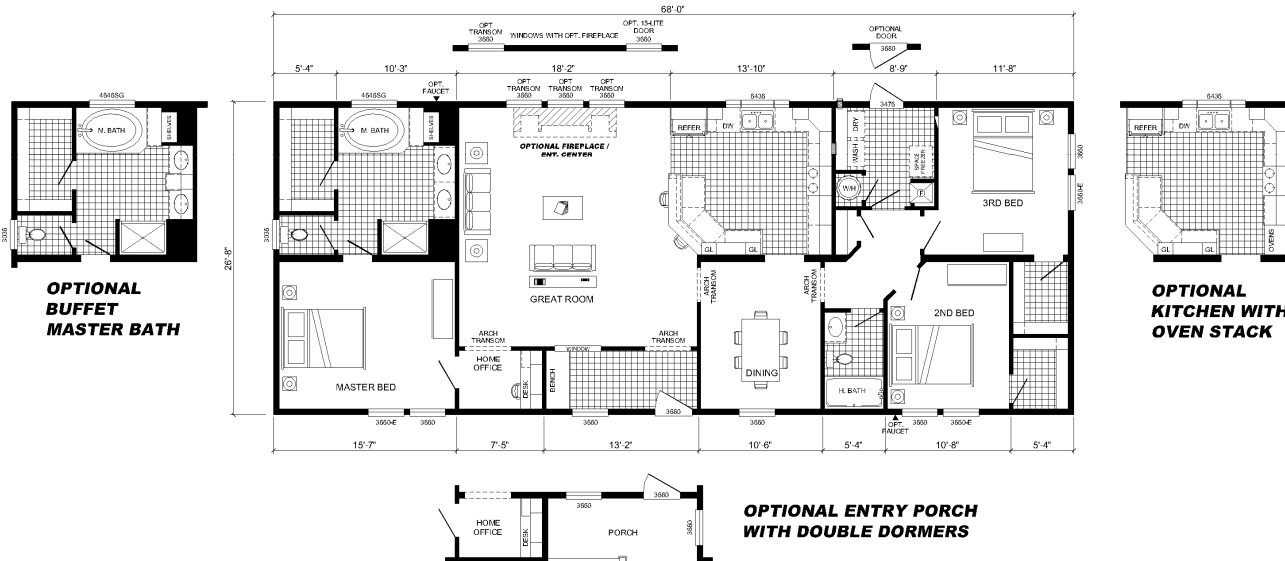 68'-0"
OPT
TRANSOM
3660
WINDOWS WITH OPT. FIREPLACE
OPT. 15-LITE
DOOR
3660
OPTIONAL
DOOR
3680
5'-4"
10'-3"
18'-2"
13'-10"
8'-9"
11'-8"
4646SG
M. BATH
SHELVES
3036
OPTIONAL
BUFFET
MASTER BATH
26'-8"
4646SG
OPT.
FAUCET
M. BATH
SHELVES
3036
OPT
TRANSOM
3660
OPT
TRANSOM
3660
OPT
TRANSOM
3660
OPTIONAL FIREPLACE /
ENT. CENTER
GREAT ROOM
6436
REFER
DW
GL
GL
3476
WASH
DRY
SPACE
FREEZER
W/H
F
3RD BED
3660
3660-E
6436
REFER
DW
GL
GL
OVENS
OPTIONAL
KITCHEN WITH
OVEN STACK
MASTER BED
3660-E
3660
ARCH
TRANSOM
HOME
OFFICE
DESK
WINDOW
BENCH
ARCH
TRANSOM
3660
3680
ARCH
TRANSOM
ARCH
TRANSOM
DINING
3660
H. BATH
2ND BED
OPT.
FAUCET
3660
3660-E
15'-7"
7'-5"
13'-2"
10'-6"
5'-4"
10'-8"
5'-4"
HOME
OFFICE
DESK
3660
3680
PORCH
3660
OPTIONAL ENTRY PORCH
WITH DOUBLE DORMERS